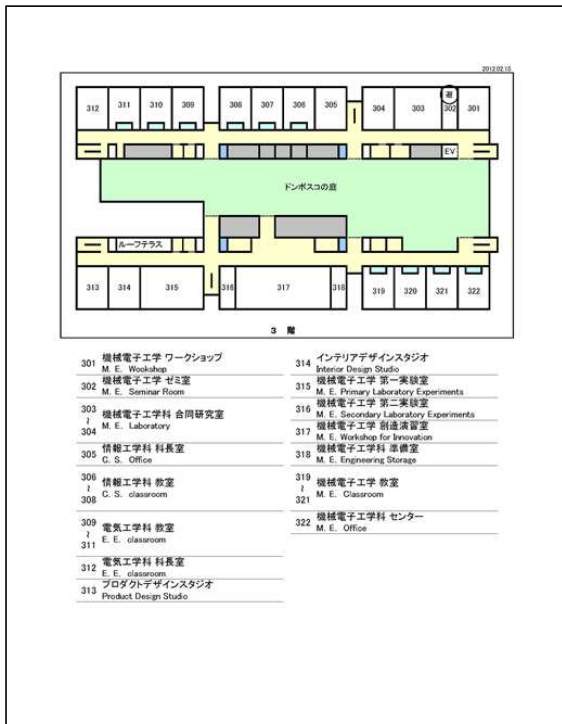 2012.02.15
312 311 310 309 308 307 306 305 304 303 302 301
EV
ドンボスコの庭
ルーフテラス
313 314 315 316 317 318 319 320 321 322
3 階
301 機械電子工学 ワークショップ
M. E. Wookshop
302 機械電子工学 ゼミ室
M. E. Seminar Room
303
~ 機械電子工学科 合同研究室
304 M. E. Laboratory
305 情報工学科 科長室
C. S. Office
306
~ 情報工学科 教室
308 C. S. classroom
309
~ 電気工学科 教室
311 E. E. classroom
312 電気工学科 科長室
E. E. classroom
313 プロダクトデザインスタジオ
Product Design Studio
314 インテリアデザインスタジオ
Interior Design Studio
315 機械電子工学 第一実験室
M. E. Primary Laboratory Experiments
316 機械電子工学 第二実験室
M. E. Secondary Laboratory Experiments
317 機械電子工学 創造演習室
M. E. Workshop for Innovation
318 機械電子工学科 準備室
M. E. Engineering Storage
319
~ 機械電子工学 教室
321 M. E. Classroom
322 機械電子工学科 センター
M. E. Office